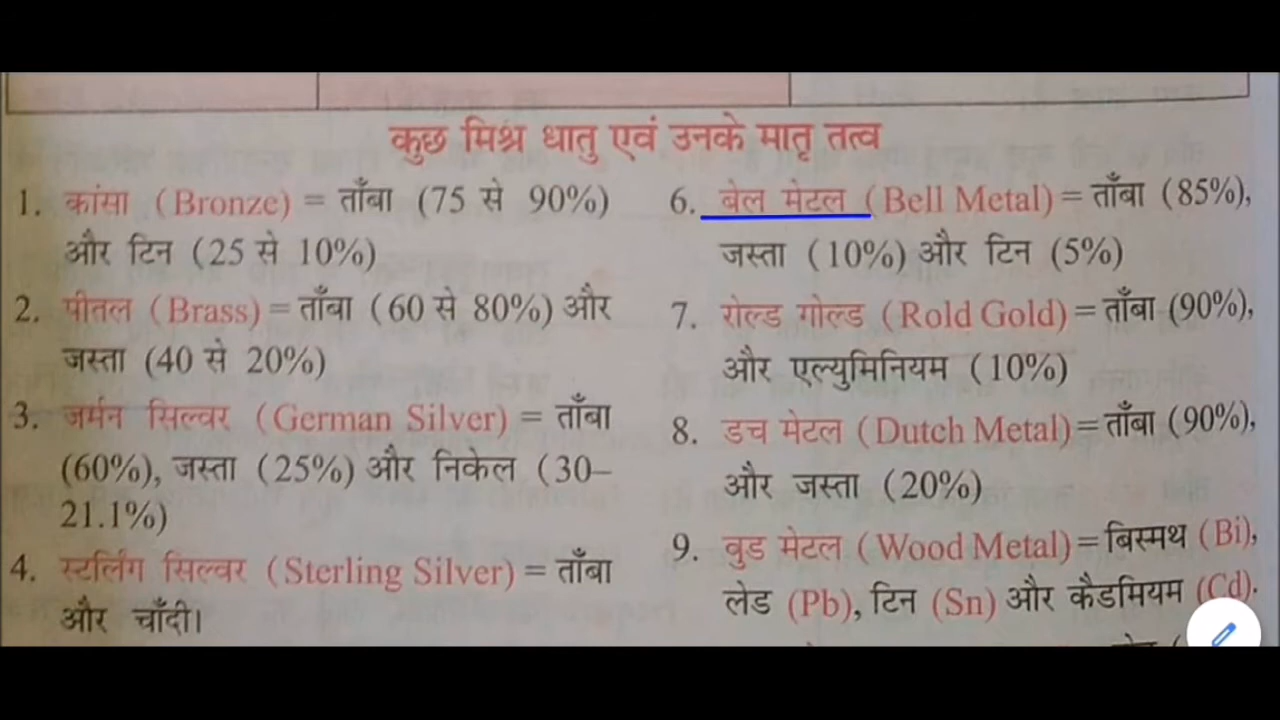 कुछ मिश्र धातु एवं उनके मातृ तत्व
1. कांसा (Bronze) = ताँबा (75 से 90%)
और टिन (25 से 10%)
2. पीतल (Brass) = ताँबा (60 से 80%) और
जस्ता (40 से 20%)
3. जर्मन सिल्वर (German Silver) = ताँबा
(60%), जस्ता (25%) और निकेल (30–
21.1%)
4. स्टर्लिंग सिल्वर (Sterling Silver) = ताँबा
और चाँदी।
6. बेल मेटल (Bell Metal) = ताँबा (85%),
जस्ता (10%) और टिन (5%)
7. रोल्ड गोल्ड (Rold Gold) = ताँबा (90%),
और एल्युमिनियम (10%)
8. डच मेटल (Dutch Metal) = ताँबा (90%),
और जस्ता (20%)
9. वुड मेटल (Wood Metal) = बिस्मथ (Bi),
लेड (Pb), टिन (Sn) और कैडमियम (Cd).